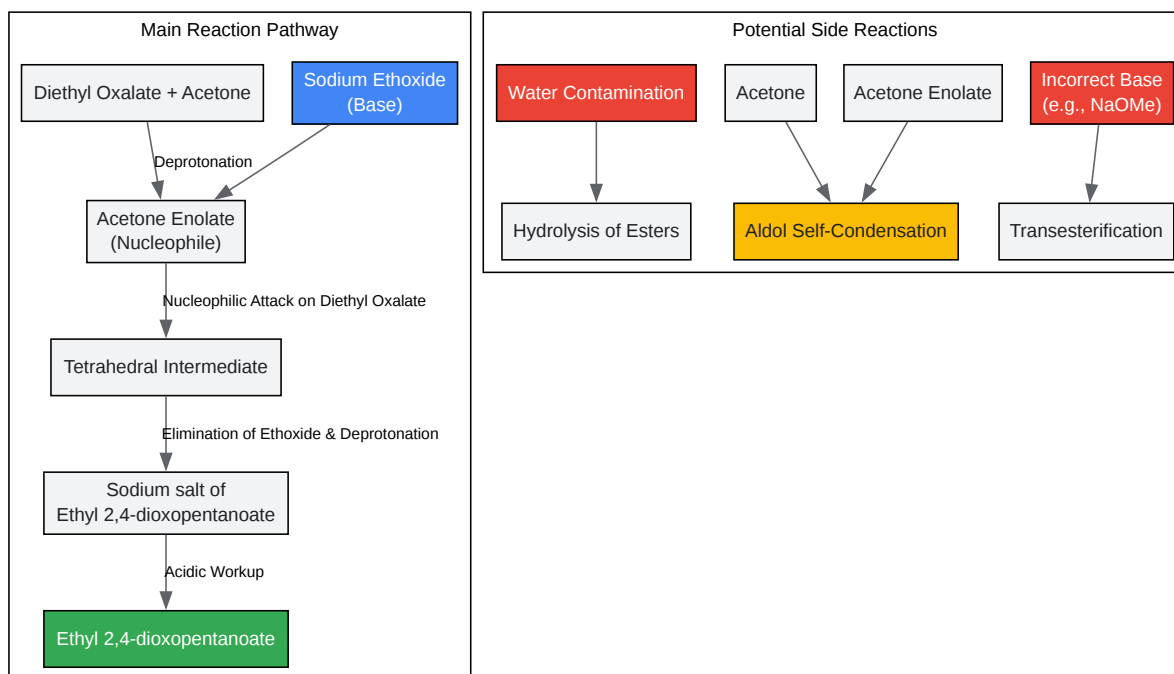 Main Reaction Pathway
Diethyl Oxalate + Acetone
Sodium Ethoxide
(Base)
Deprotonation
Acetone Enolate
(Nucleophile)
Nucleophilic Attack on Diethyl Oxalate
Tetrahedral Intermediate
Elimination of Ethoxide & Deprotonation
Sodium salt of
Ethyl 2,4-dioxopentanoate
Acidic Workup
Ethyl 2,4-dioxopentanoate
Potential Side Reactions
Water Contamination
Acetone
Acetone Enolate
Incorrect Base
(e.g., NaOMe)
Hydrolysis of Esters
Aldol Self-Condensation
Transesterification